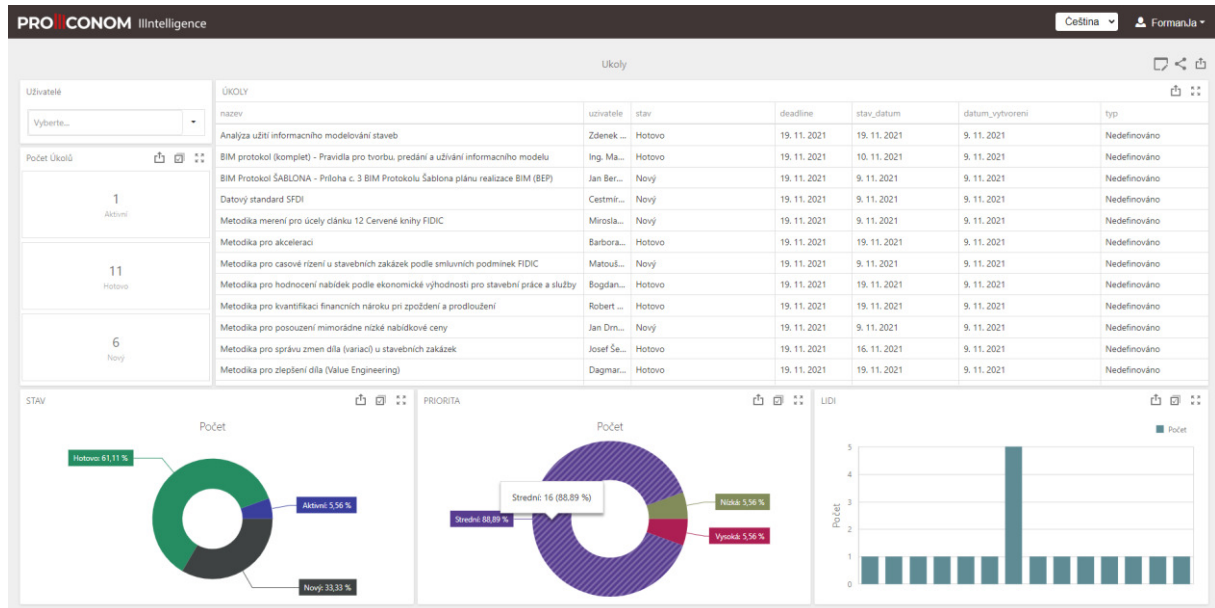 PROIIICONOM IIIntelligence Čeština FormanJa
Ukoly
Uživatelé
Vyberte...
Počet Úkolů
1
Aktivní
11
Hotovo
6
Nový
ÚKOLY
nazev uzivatele stav deadline stav_datum datum_vytvoreni typ
Analýza užití informacního modelování staveb Zdenek ... Hotovo 19. 11. 2021 19. 11. 2021 9. 11. 2021 Nedefinováno
BIM protokol (komplet) - Pravidla pro tvorbu, predání a užívání informacního modelu Ing. Ma... Hotovo 19. 11. 2021 10. 11. 2021 9. 11. 2021 Nedefinováno
BIM Protokol ŠABLONA - Príloha c. 3 BIM Protokolu Šablona plánu realizace BIM (BEP) Jan Ber... Nový 19. 11. 2021 9. 11. 2021 9. 11. 2021 Nedefinováno
Datový standard SFDI Cestmír... Nový 19. 11. 2021 9. 11. 2021 9. 11. 2021 Nedefinováno
Metodika merení pro úcely clánku 12 Cervené knihy FIDIC Mirosla... Nový 19. 11. 2021 9. 11. 2021 9. 11. 2021 Nedefinováno
Metodika pro akceleraci Barbora... Hotovo 19. 11. 2021 19. 11. 2021 9. 11. 2021 Nedefinováno
Metodika pro casové rízení u stavebních zakázek podle smluvních podmínek FIDIC Matouš... Nový 19. 11. 2021 9. 11. 2021 9. 11. 2021 Nedefinováno
Metodika pro hodnocení nabídek podle ekonomické výhodnosti pro stavební práce a služby Bogdan... Hotovo 19. 11. 2021 19. 11. 2021 9. 11. 2021 Nedefinováno
Metodika pro kvantifikaci financních nároku pri zpoždení a prodloužení Robert ... Hotovo 19. 11. 2021 19. 11. 2021 9. 11. 2021 Nedefinováno
Metodika pro posouzení mimorádne nízké nabídkové ceny Jan Drn... Nový 19. 11. 2021 9. 11. 2021 9. 11. 2021 Nedefinováno
Metodika pro správu zmen díla (variací) u stavebních zakázek Josef Še... Hotovo 19. 11. 2021 16. 11. 2021 9. 11. 2021 Nedefinováno
Metodika pro zlepšení díla (Value Engineering) Dagmar... Hotovo 19. 11. 2021 19. 11. 2021 9. 11. 2021 Nedefinováno
STAV
Počet
Hotovo: 61,11 %
Aktivní: 5,56 %
Nový: 33,33 %
PRIORITA
Počet
Strední: 16 (88.89 %)
Strední: 88,89 %
Nízká: 5,56 %
Vysoká: 5,56 %
LIDI
Počet
Počet
5
4
3
2
1
0